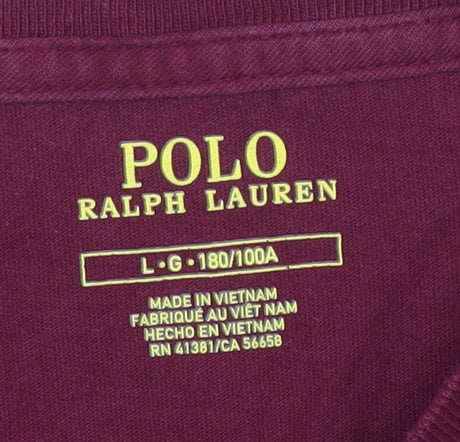 POLO
RALPH LAUREN
L • G • 180/100A
MADE IN VIETNAM
FABRIQUÉ AU VIÊT NAM
HECHO EN VIETNAM
RN 41381/CA 56658